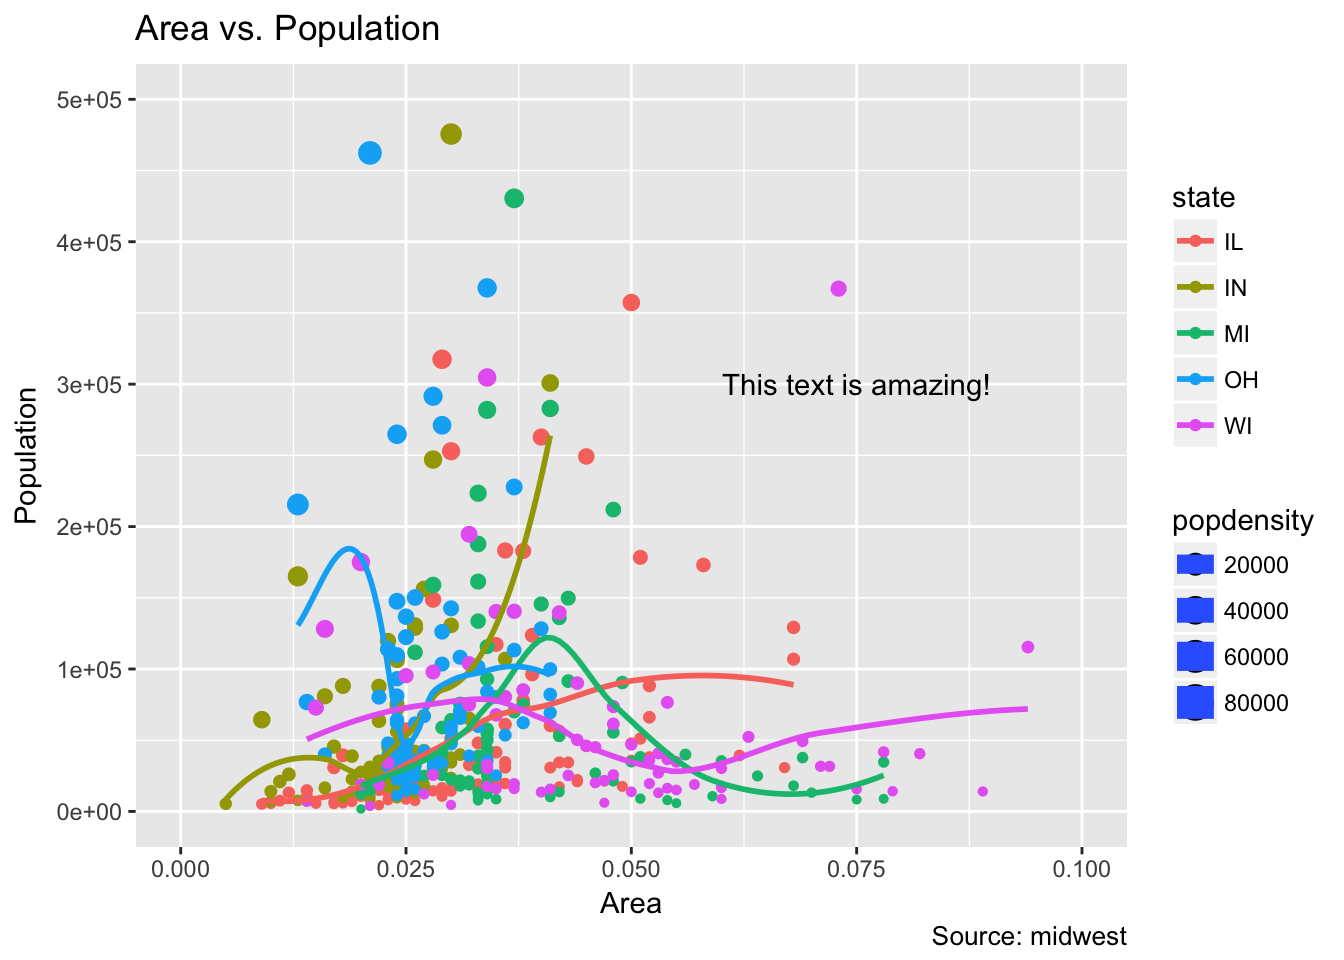 Area vs. Population
5e+05
4e+05
3e+05
2e+05
1e+05
0e+00
Population
This text is amazing!
0.000 0.025 0.050 0.075 0.100
Area
Source: midwest
state
IL
IN
MI
OH
WI
popdensity
20000
40000
60000
80000